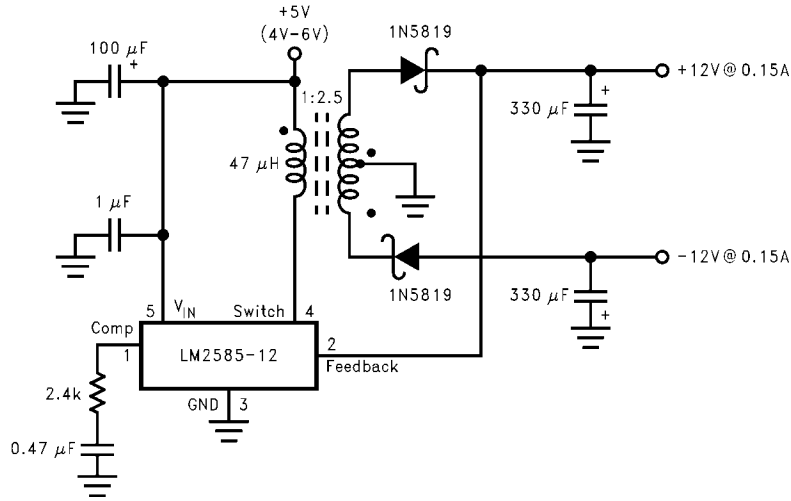 +5V
(4V-6V)
100 μF
+
1N5819
+12V@0.15A
1:2.5
+
330 μF
47 μH
1 μF
-12V@0.15A
1N5819
330 μF
+
5
VIN
Switch
4
Comp
1
LM2585-12
2
Feedback
2.4k
GND
3
0.47 μF